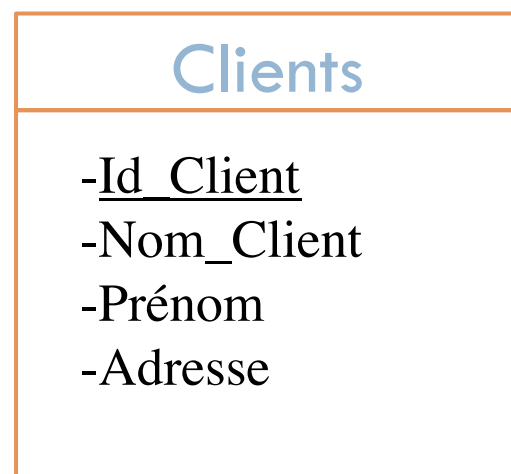 Clients
-Id_Client
-Nom_Client
-Prénom
-Adresse